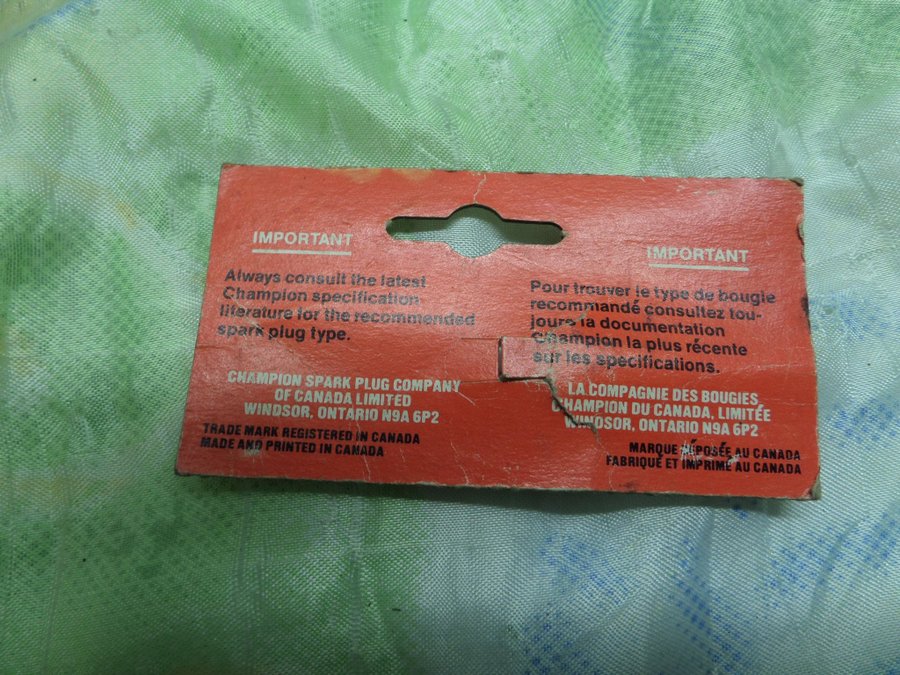 IMPORTANT
Always consult the latest
Champion specification
literature for the recommended
spark plug type.
CHAMPION SPARK PLUG COMPANY
OF CANADA LIMITED
WINDSOR, ONTARIO N9A 6P2
TRADE MARK REGISTERED IN CANADA
MADE AND PRINTED IN CANADA
IMPORTANT
Pour trouver le type de bougie
recommandé consultez tou-
jours la documentation
Champion la plus récente
sur les specifications.
LA COMPAGNIE DES BOUGIES
CHAMPION DU CANADA, LIMITÉE
WINDSOR, ONTARIO N9A 6P2
MARQUE DÉPOSÉE AU CANADA
FABRIQUÉ ET IMPRIMÉ AU CANADA